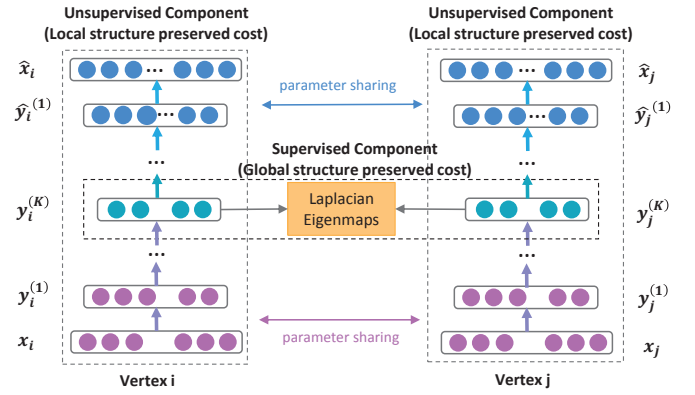 Unsupervised Component
(Local structure preserved cost)
Unsupervised Component
(Local structure preserved cost)
x̂ᵢ
...
...
x̂ⱼ
parameter sharing
ŷᵢ⁽¹⁾
...
...
ŷⱼ⁽¹⁾
...
...
Supervised Component
(Global structure preserved cost)
yᵢ⁽ᴷ⁾
Laplacian
Eigenmaps
yⱼ⁽ᴷ⁾
...
...
yᵢ⁽¹⁾
yⱼ⁽¹⁾
parameter sharing
xᵢ
xⱼ
Vertex i
Vertex j